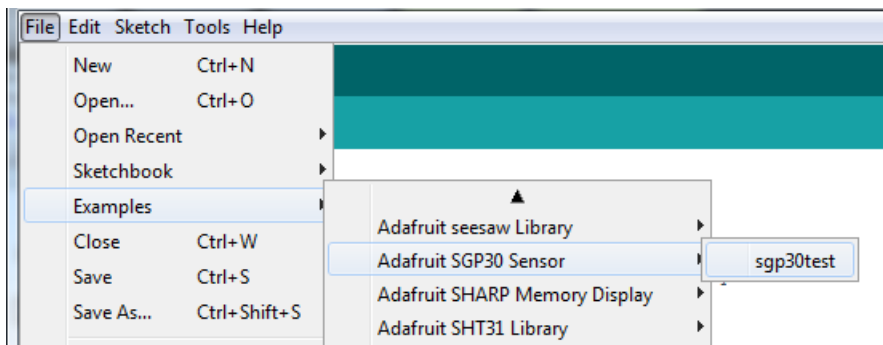 File Edit Sketch Tools Help
New Ctrl+N
Open... Ctrl+O
Open Recent
Sketchbook
Examples
Close Ctrl+W
Save Ctrl+S
Save As... Ctrl+Shift+S
Adafruit seesaw Library
Adafruit SGP30 Sensor
Adafruit SHARP Memory Display
Adafruit SHT31 Library
sgp30test